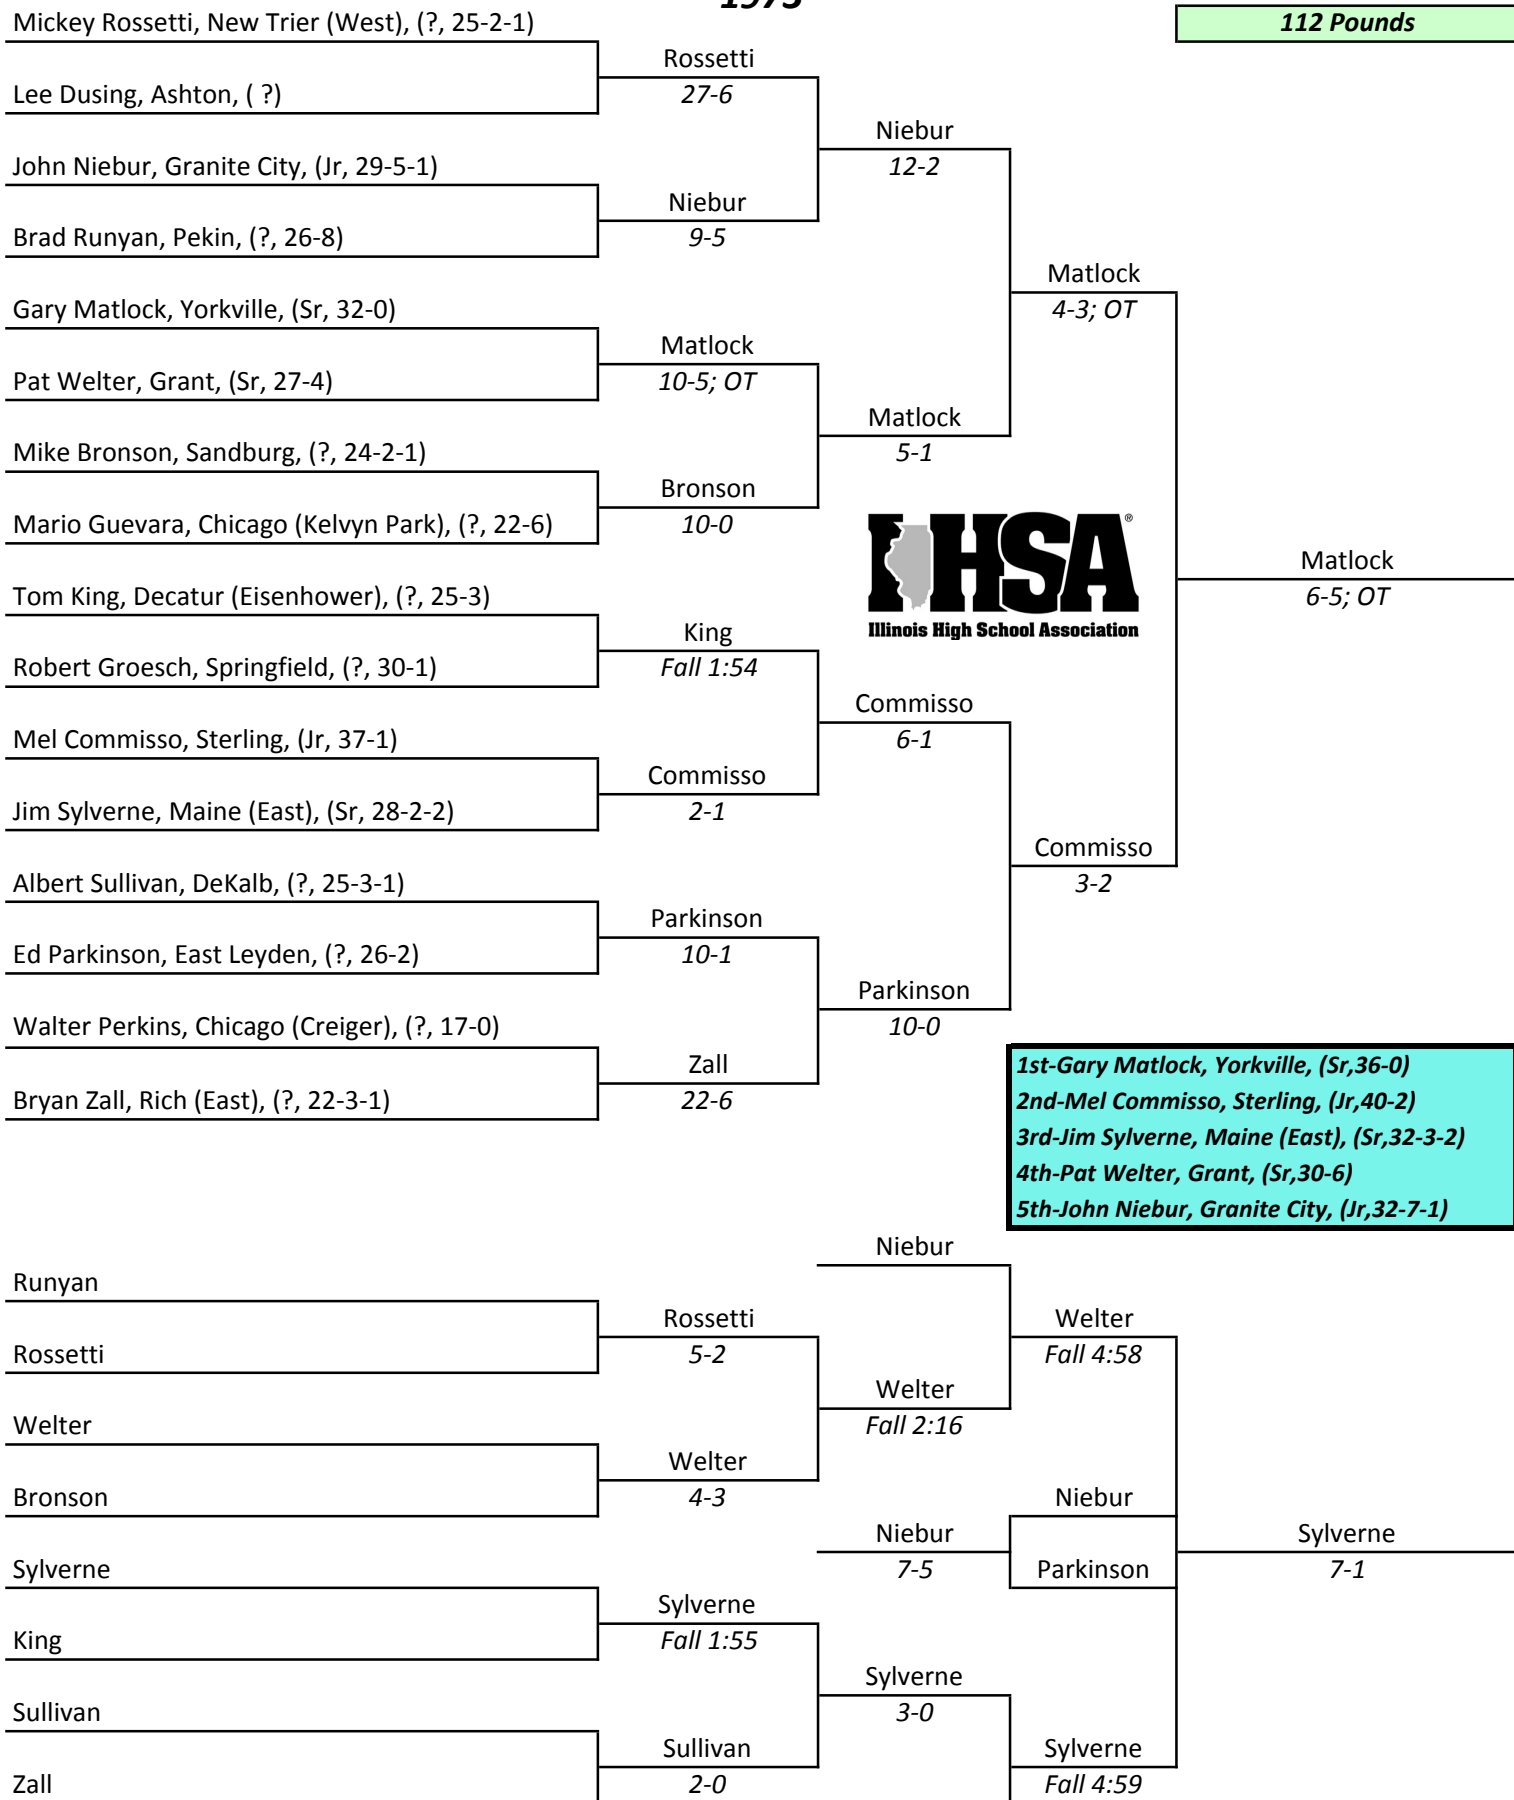 1973
112 Pounds
Mickey Rossetti, New Trier (West), (?, 25-2-1)
Rossetti
27-6
Lee Dusing, Ashton, ( ?)
Niebur
12-2
John Niebur, Granite City, (Jr, 29-5-1)
Niebur
9-5
Brad Runyan, Pekin, (?, 26-8)
Matlock
4-3; OT
Gary Matlock, Yorkville, (Sr, 32-0)
Matlock
10-5; OT
Pat Welter, Grant, (Sr, 27-4)
Matlock
5-1
Mike Bronson, Sandburg, (?, 24-2-1)
Bronson
10-0
Mario Guevara, Chicago (Kelvyn Park), (?, 22-6)
IHSA®
Illinois High School Association
Matlock
6-5; OT
Tom King, Decatur (Eisenhower), (?, 25-3)
King
Fall 1:54
Robert Groesch, Springfield, (?, 30-1)
Commisso
6-1
Mel Commisso, Sterling, (Jr, 37-1)
Commisso
2-1
Jim Sylverne, Maine (East), (Sr, 28-2-2)
Commisso
3-2
Albert Sullivan, DeKalb, (?, 25-3-1)
Parkinson
10-1
Ed Parkinson, East Leyden, (?, 26-2)
Parkinson
10-0
Walter Perkins, Chicago (Creiger), (?, 17-0)
Zall
22-6
Bryan Zall, Rich (East), (?, 22-3-1)
1st-Gary Matlock, Yorkville, (Sr,36-0)
2nd-Mel Commisso, Sterling, (Jr,40-2)
3rd-Jim Sylverne, Maine (East), (Sr,32-3-2)
4th-Pat Welter, Grant, (Sr,30-6)
5th-John Niebur, Granite City, (Jr,32-7-1)
Niebur
Runyan
Rossetti
5-2
Welter
Fall 4:58
Rossetti
Welter
Fall 2:16
Welter
Welter
4-3
Bronson
Niebur
Niebur
7-5
Parkinson
Sylverne
7-1
Sylverne
Sylverne
Fall 1:55
King
Sylverne
3-0
Sullivan
Sullivan
2-0
Sylverne
Fall 4:59
Zall